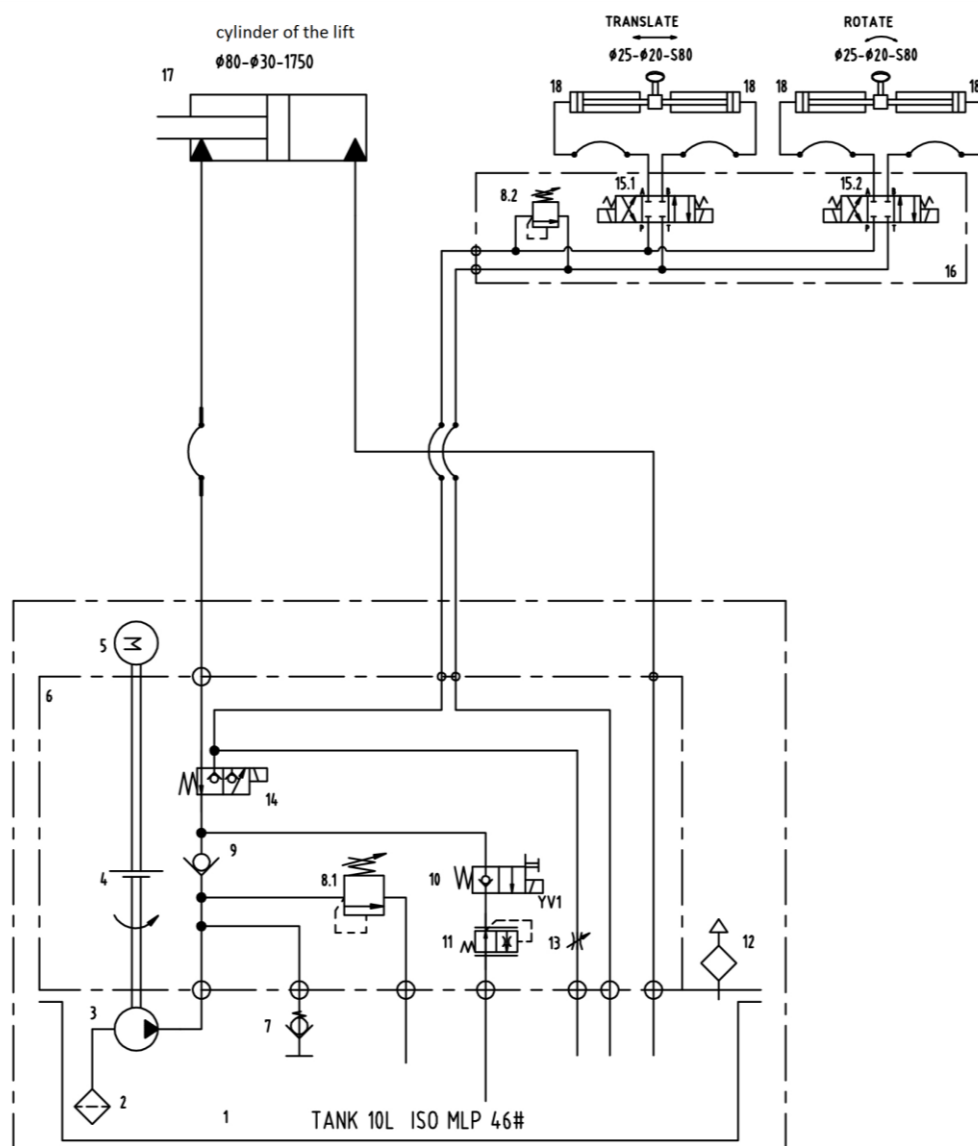 cylinder of the lift
ϕ80-ϕ30-1750
17
TRANSLATE
ϕ25-ϕ20-S80
ROTATE
ϕ25-ϕ20-S80
18
18
18
18
8.2
15.1
A
B
P
T
15.2
A
B
P
T
16
5
M
6
14
9
4
8.1
10
YV1
11
13
12
3
7
2
1
TANK 10L ISO MLP 46#